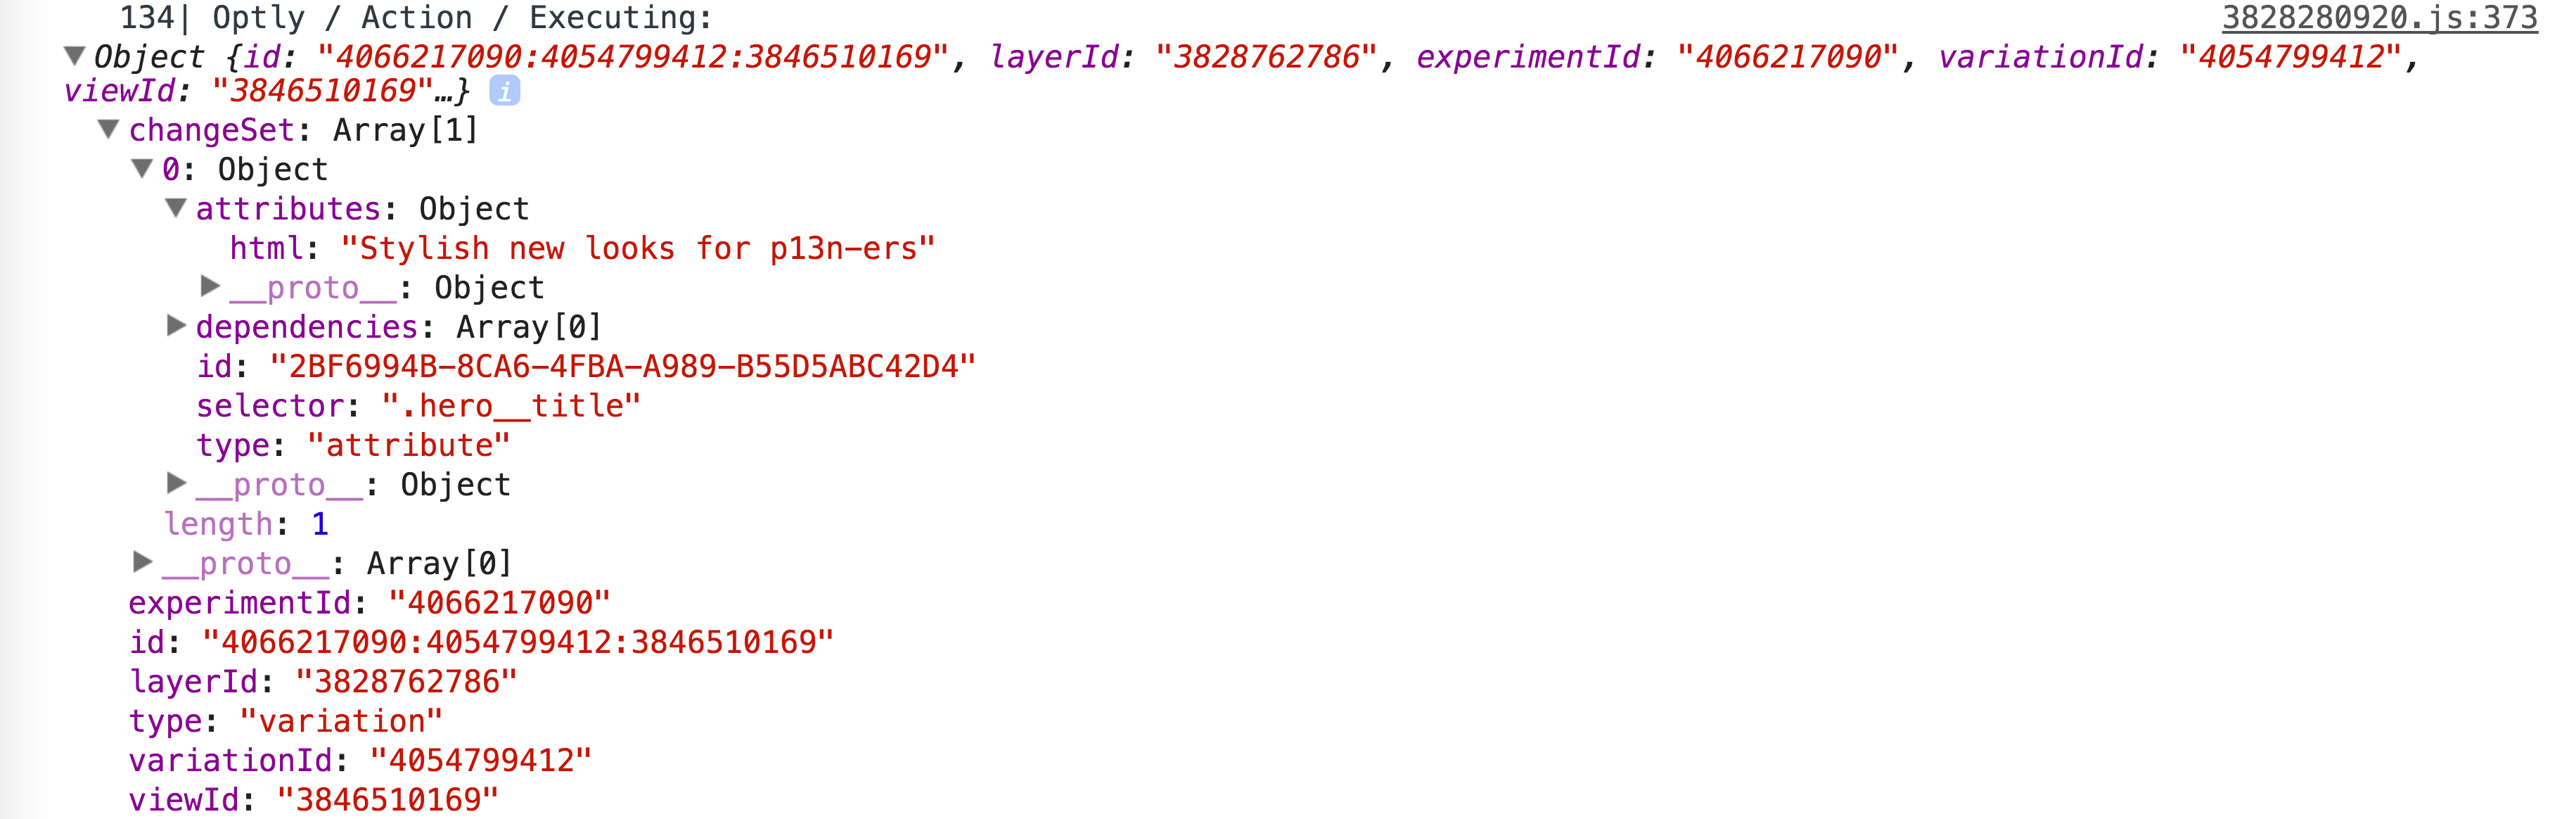 134| Optly / Action / Executing: 3828280920.js:373
Object {id: "4066217090:4054799412:3846510169", layerId: "3828762786", experimentId: "4066217090", variationId: "4054799412",
viewId: "3846510169"…} i
changeSet: Array[1]
0: Object
attributes: Object
html: "Stylish new looks for p13n-ers"
__proto__: Object
dependencies: Array[0]
id: "2BF6994B-8CA6-4FBA-A989-B55D5ABC42D4"
selector: ".hero__title"
type: "attribute"
__proto__: Object
length: 1
__proto__: Array[0]
experimentId: "4066217090"
id: "4066217090:4054799412:3846510169"
layerId: "3828762786"
type: "variation"
variationId: "4054799412"
viewId: "3846510169"